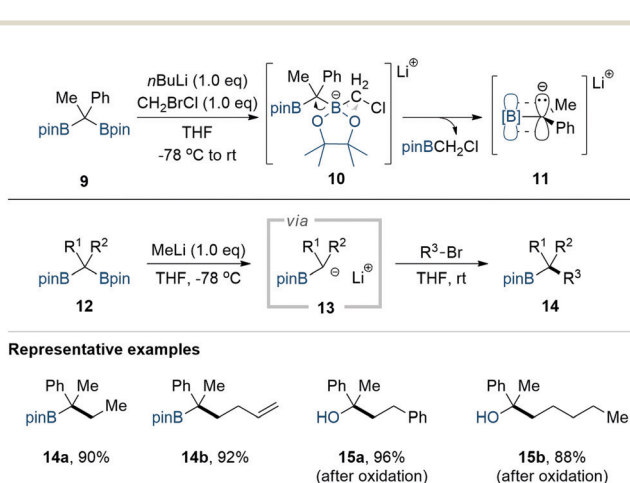 Me Ph
pinB Bpin
9
nBuLi (1.0 eq)
CH2BrCl (1.0 eq)
THF
-78 ºC to rt
Me Ph H2
pinB B⊖ C Cl
O O
Li⊕
10
pinBCH2Cl
⊖
[B] Me
Ph
Li⊕
11
R1 R2
pinB Bpin
12
MeLi (1.0 eq)
THF, -78 ºC
via
R1 R2
pinB ⊖ Li⊕
13
R3-Br
THF, rt
R1 R2
pinB R3
14
Representative examples
Ph Me
pinB Me
14a, 90%
Ph Me
pinB
14b, 92%
Ph Me
HO Ph
15a, 96%
(after oxidation)
Ph Me
HO Me
15b, 88%
(after oxidation)